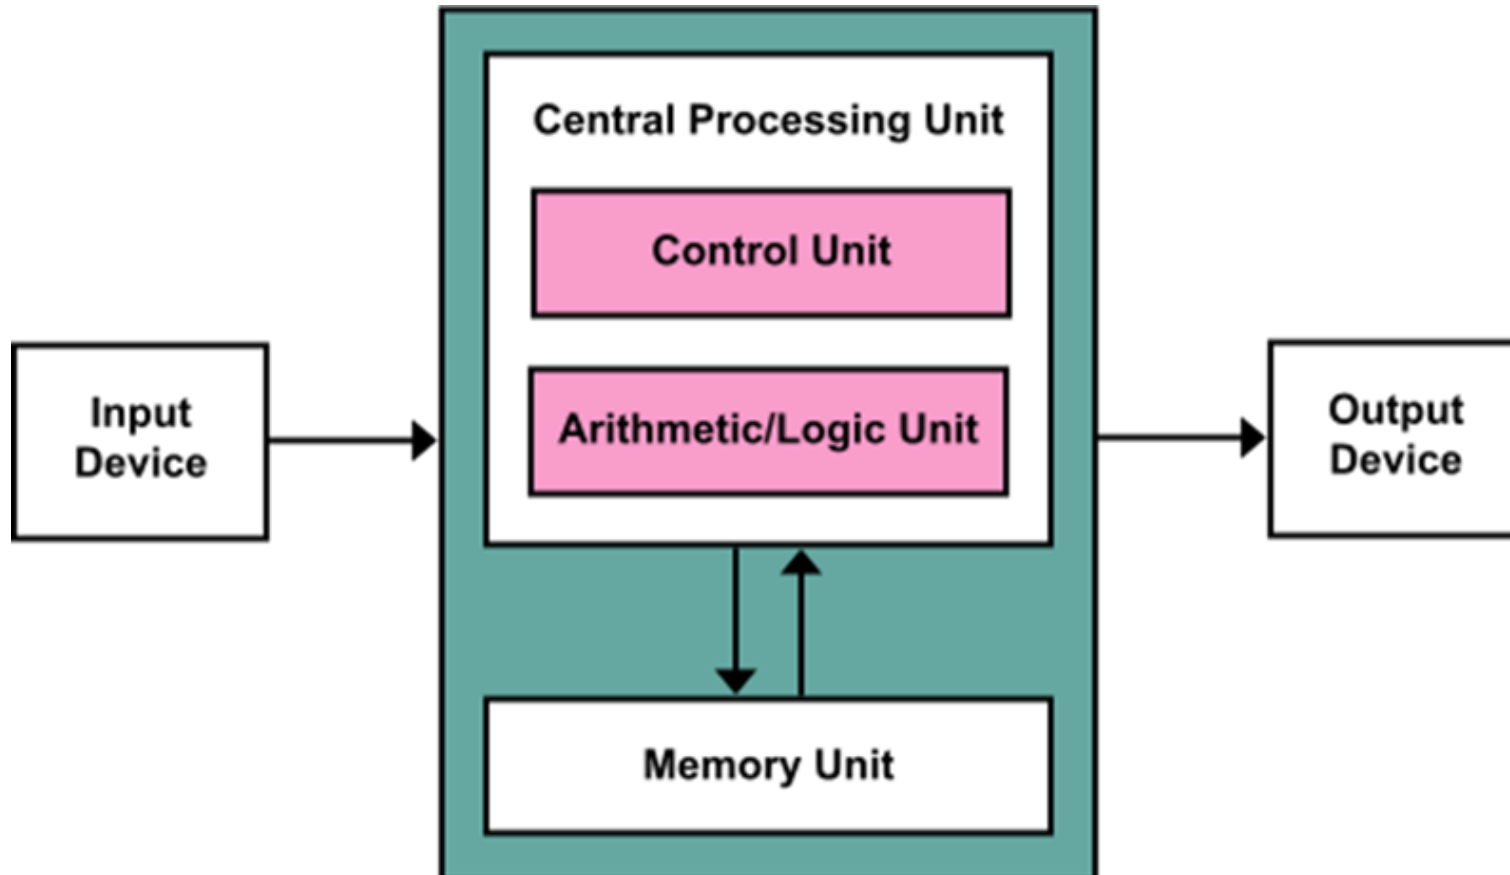 Central Processing Unit
Control Unit
Arithmetic/Logic Unit
Input
Device
Output
Device
Memory Unit